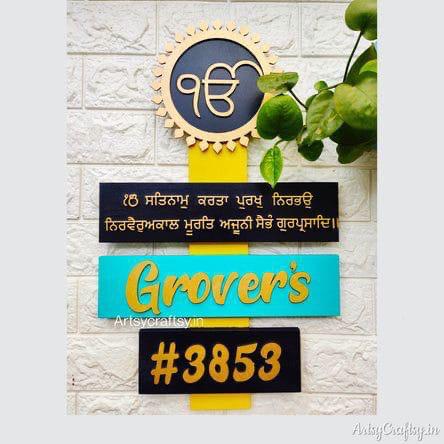 ੴ
ੴ ਸਤਿਨਾਮੁ ਕਰਤਾ ਪੁਰਖੁ ਨਿਰਭਉ
ਨਿਰਵੈਰੁਅਕਾਲ ਮੂਰਤਿ ਅਜੂਨੀ ਸੈਭੰ ਗੁਰਪ੍ਰਸਾਦਿ॥
Grover's
Artsycraftsy.in
#3853
ArtsyCraftsy.in